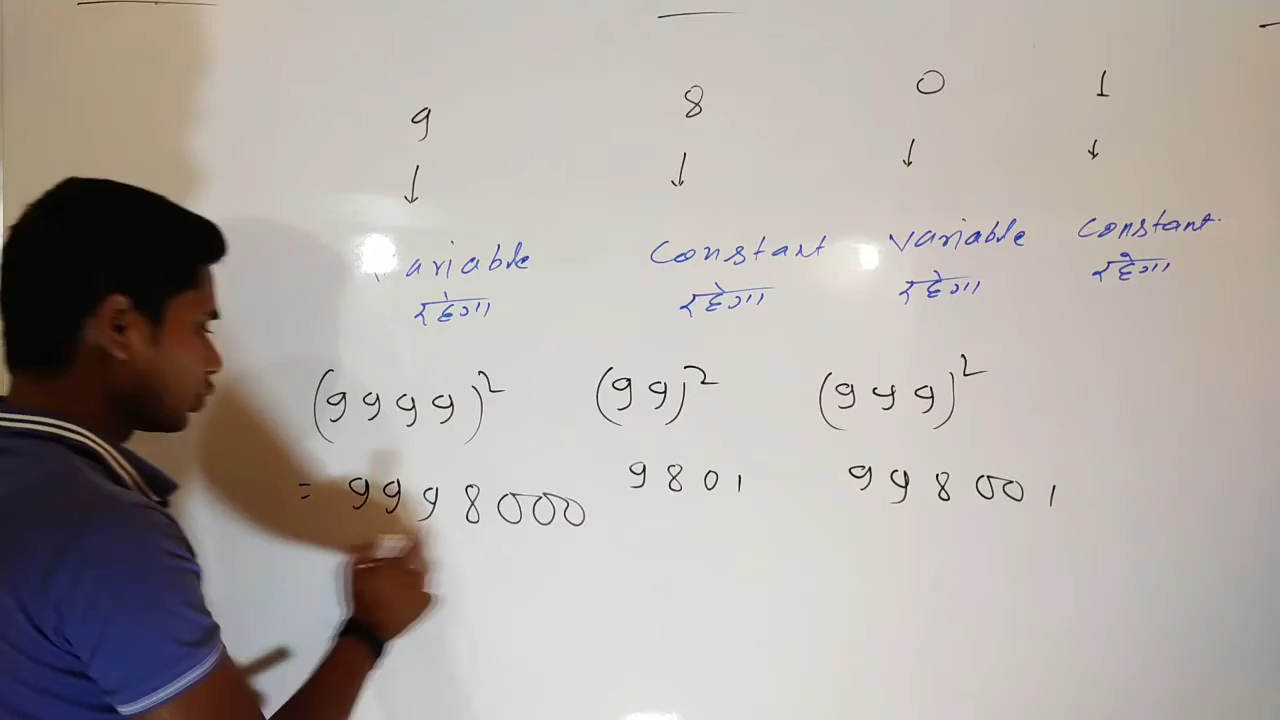 9 8 0 1
↓ ↓ ↓ ↓
ariable Constant variable Constant
रहेगा रहेगा रहेगा रहेगा
(9999)² (99)² (999)²
= 9998000 9801 998001